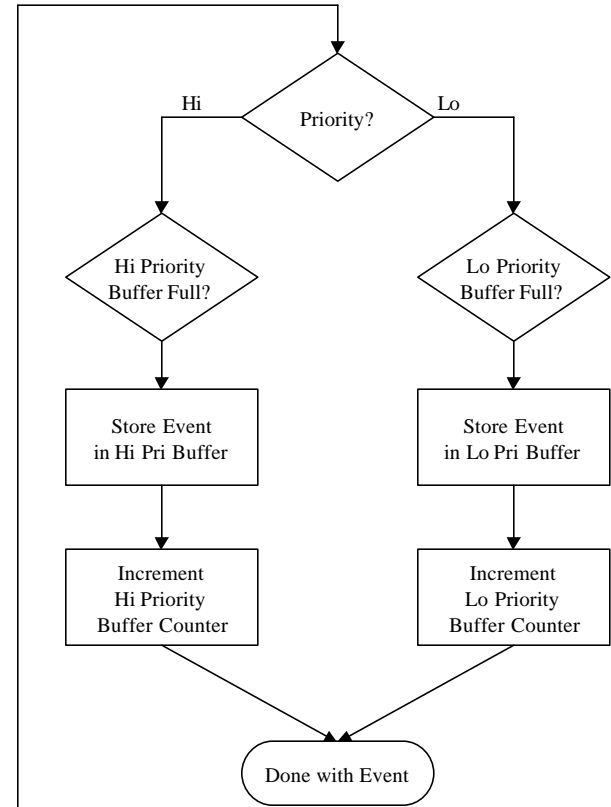 Hi
Priority?
Lo
Hi Priority
Buffer Full?
Lo Priority
Buffer Full?
Store Event
in Hi Pri Buffer
Store Event
in Lo Pri Buffer
Increment
Hi Priority
Buffer Counter
Increment
Lo Priority
Buffer Counter
Done with Event